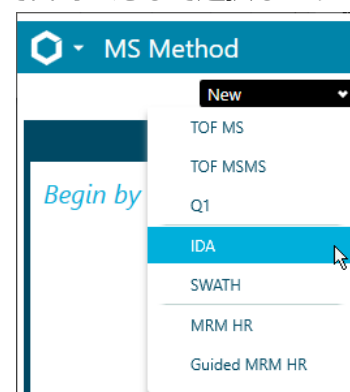 MS Method
New
TOF MS
TOF MSMS
Begin by
Q1
IDA
SWATH
MRM HR
Guided MRM HR